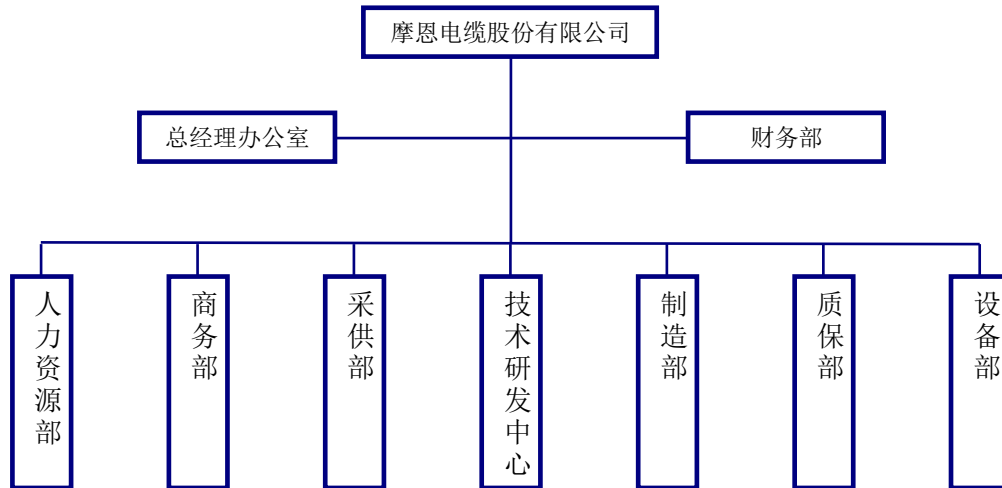 摩恩电缆股份有限公司
总经理办公室
财务部
人力资源部
商务部
采供部
技术研发中心
制造部
质保部
设备部